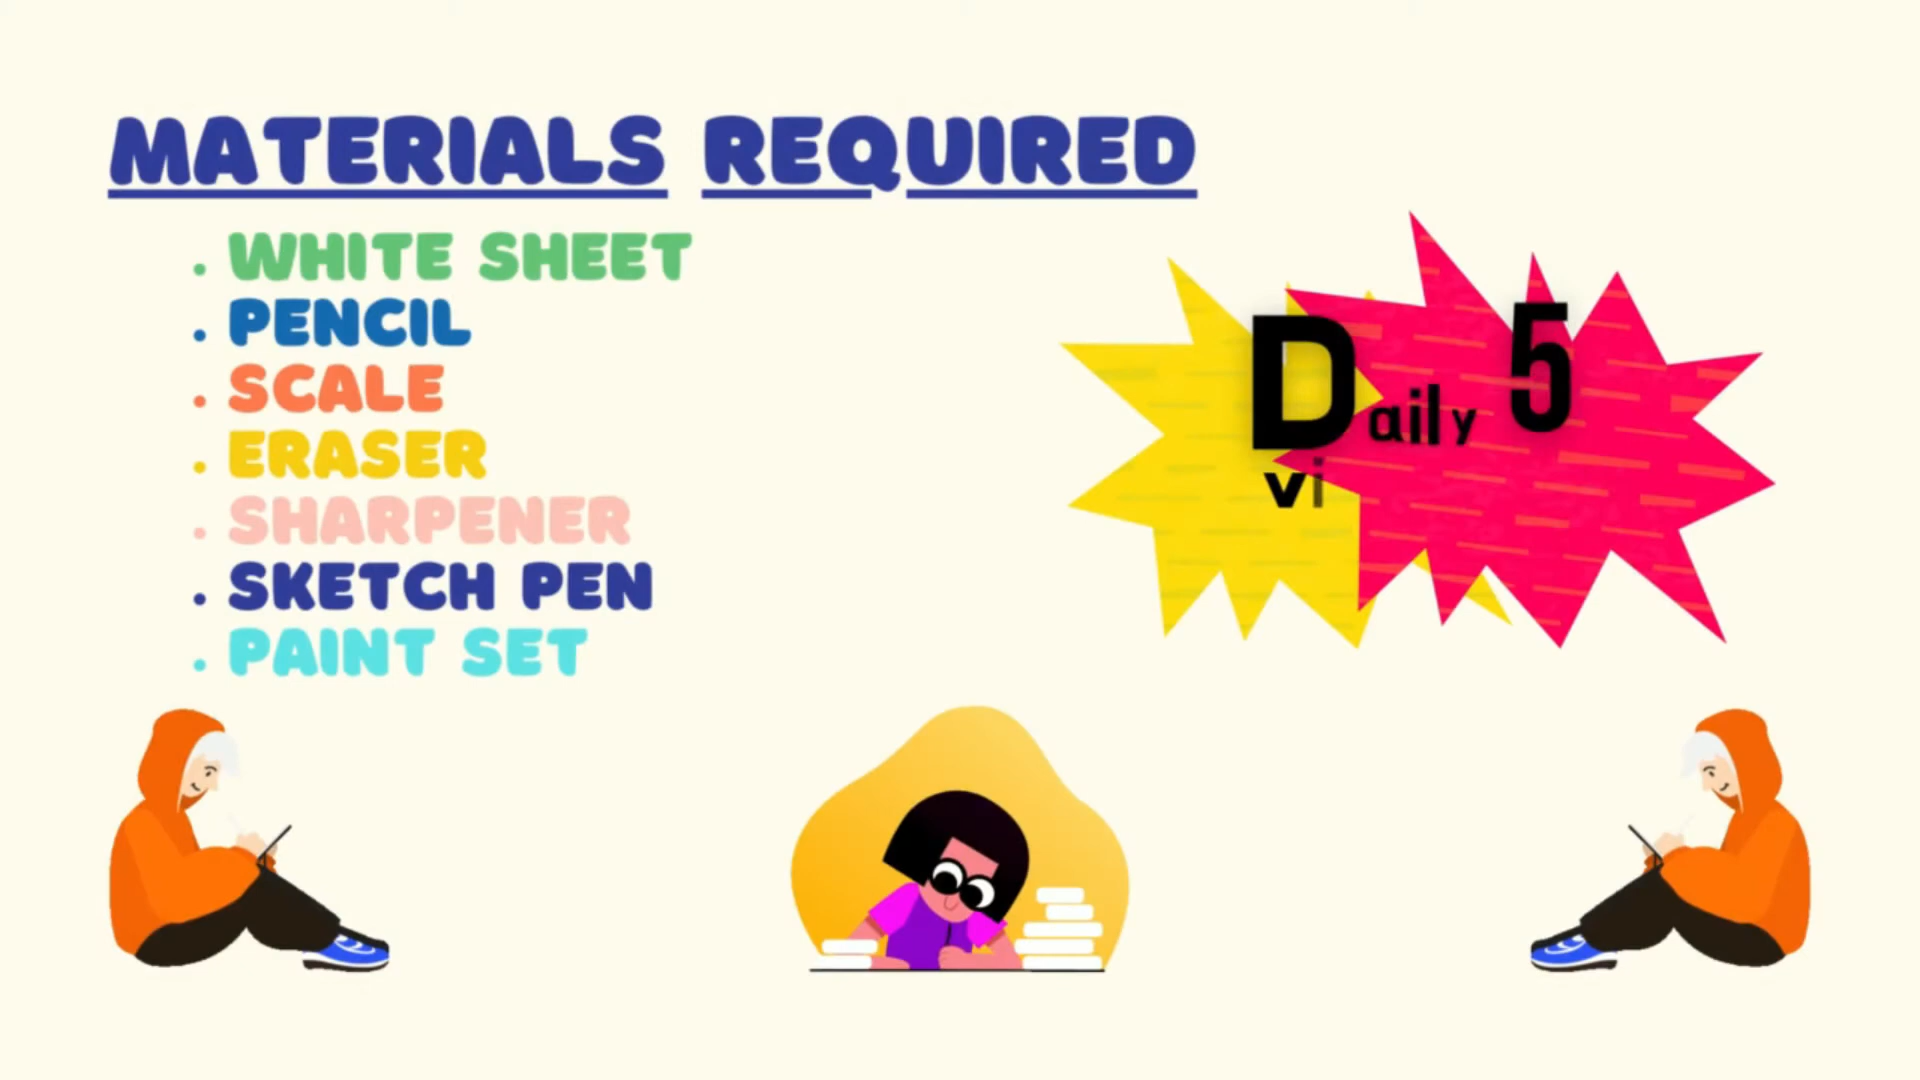 MATERIALS REQUIRED
. WHITE SHEET
. PENCIL
. SCALE
. ERASER
. SHARPENER
. SKETCH PEN
. PAINT SET
Daily 5
vi